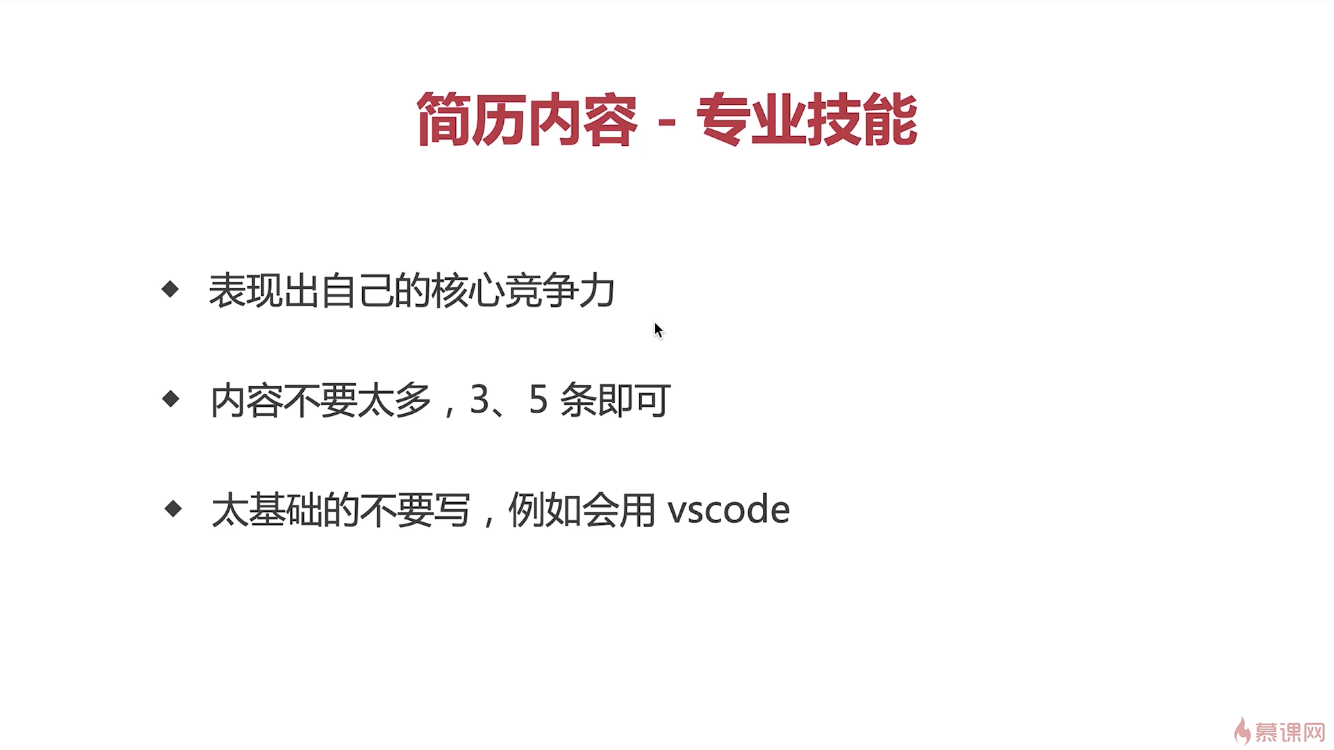 简历内容 - 专业技能
◆ 表现出自己的核心竞争力
◆ 内容不要太多，3、5 条即可
◆ 太基础的不要写，例如会用 vscode
慕课网